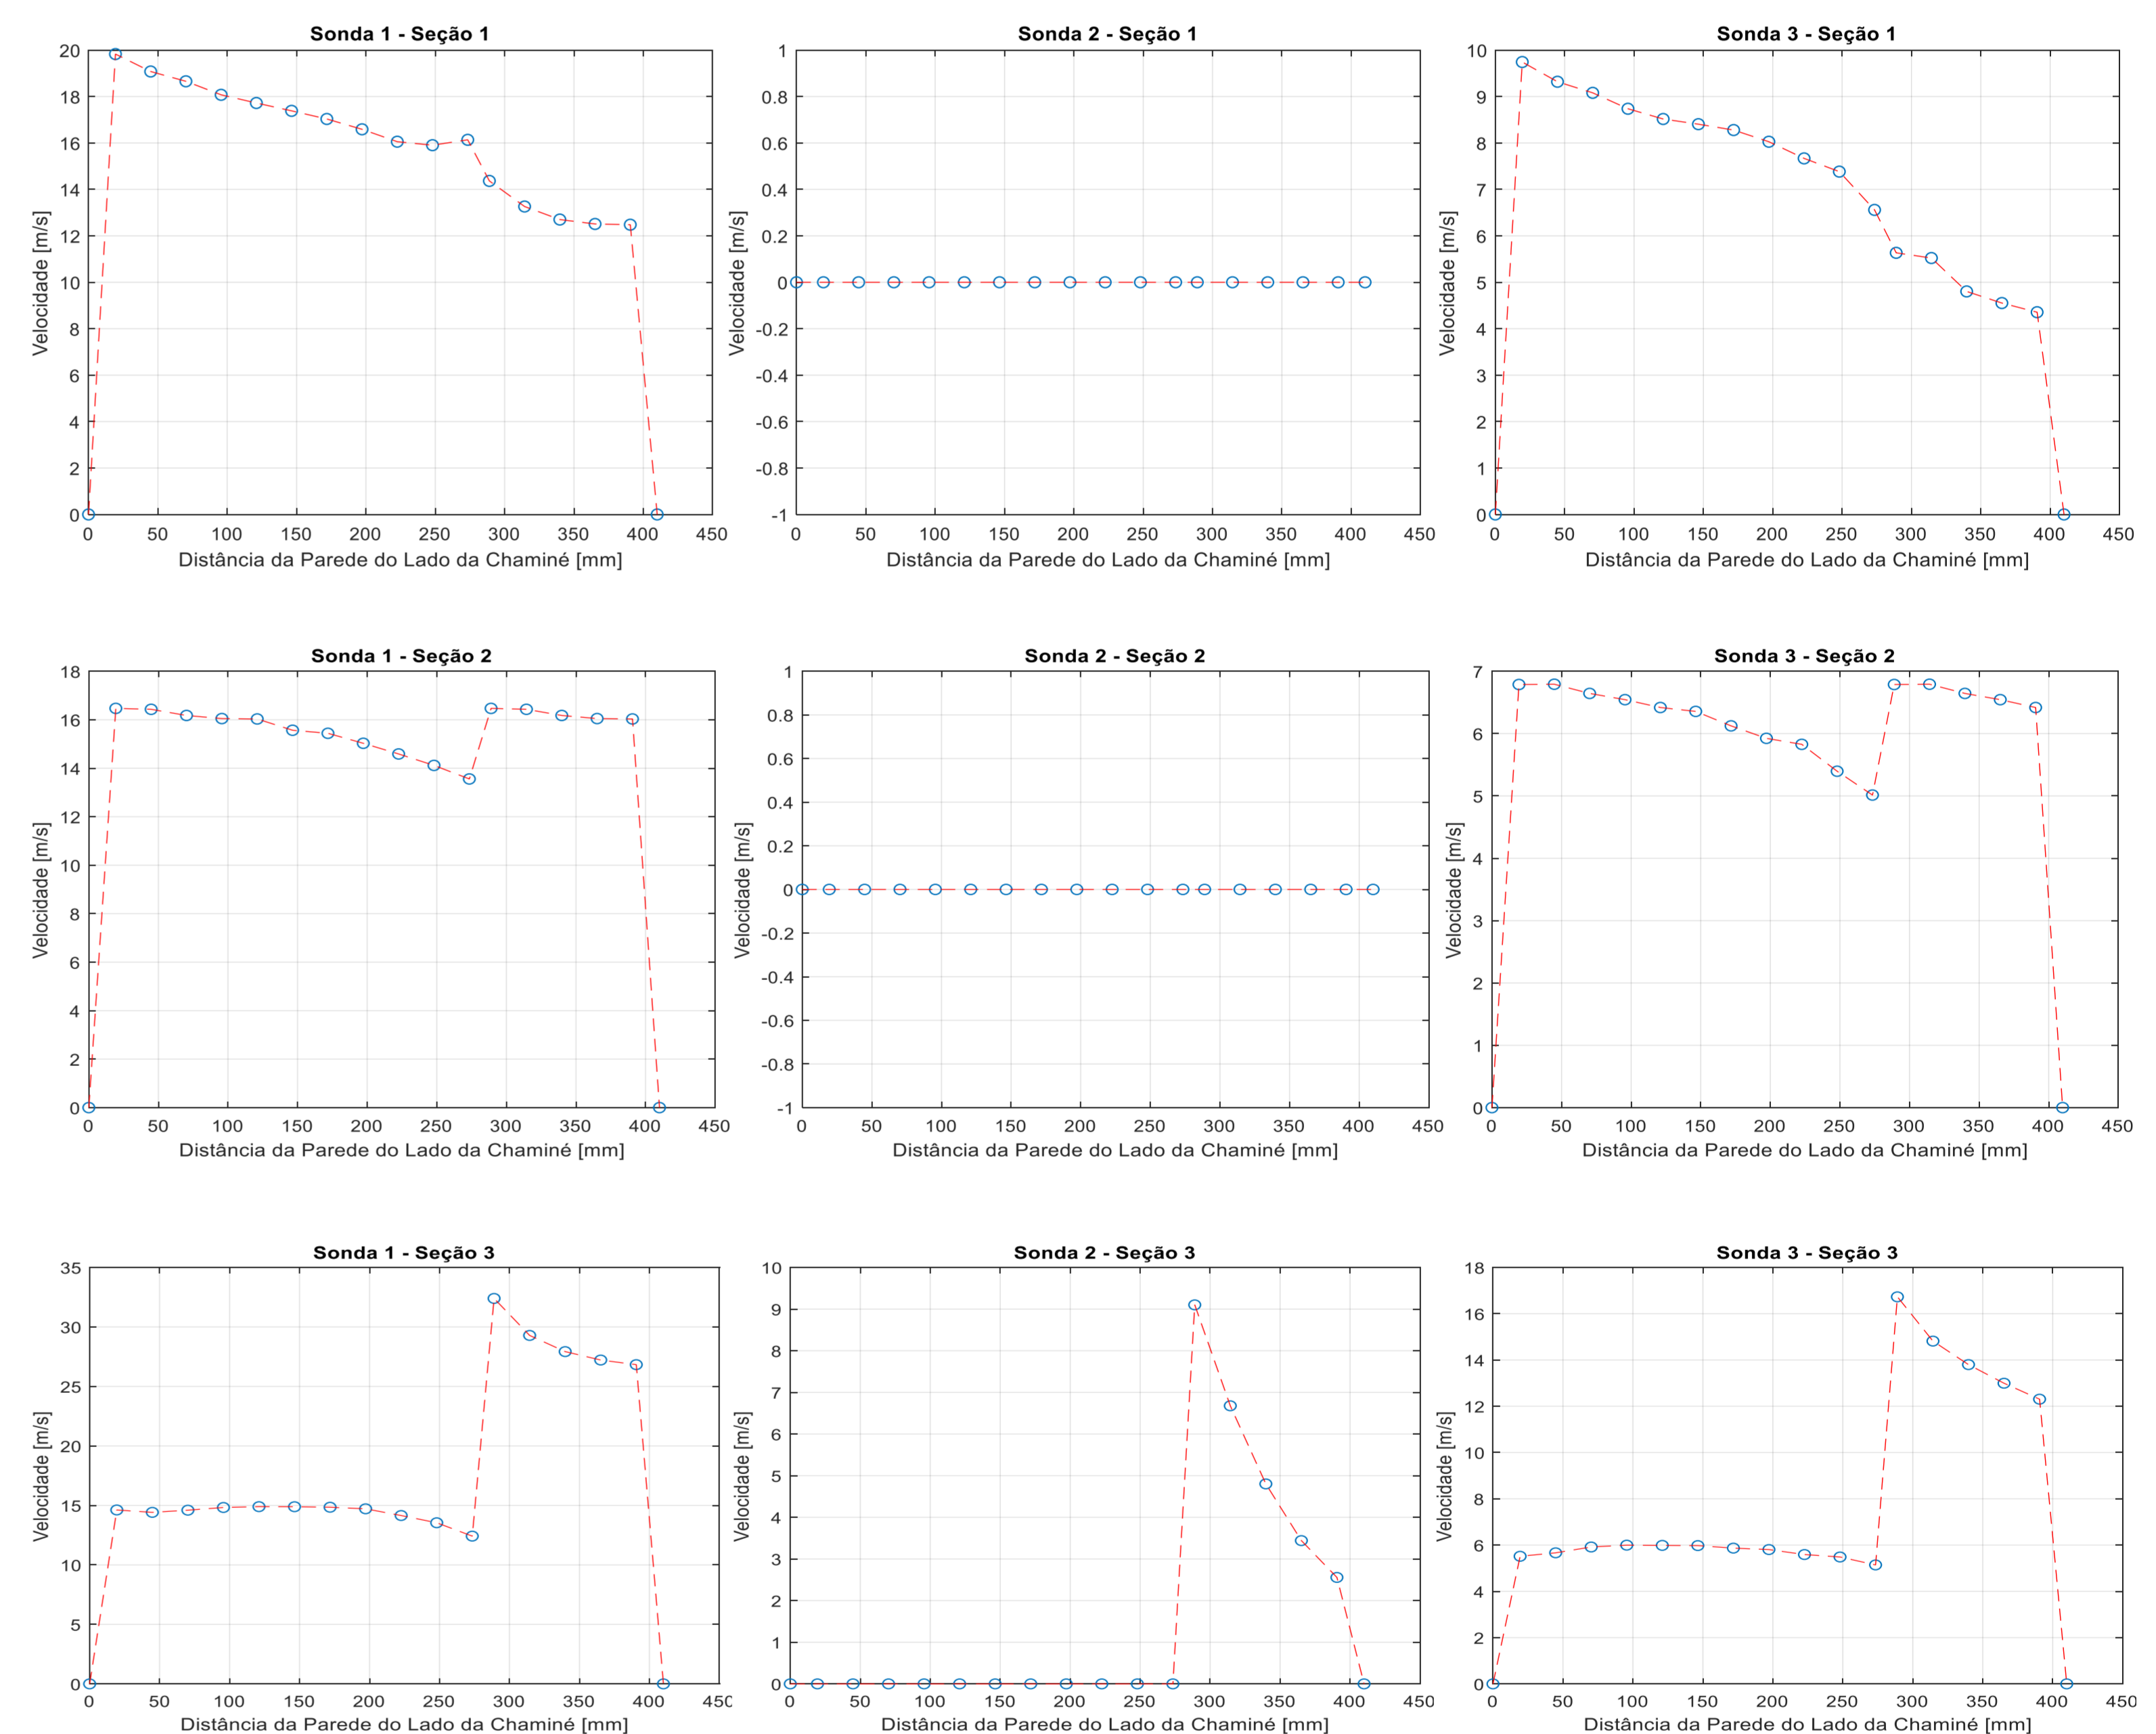 Sonda 1 - Seção 1
Velocidade [m/s]
20
18
16
14
12
10
8
6
4
2
0
0 50 100 150 200 250 300 350 400 450
Distância da Parede do Lado da Chaminé [mm]
Sonda 2 - Seção 1
Velocidade [m/s]
1
0.8
0.6
0.4
0.2
0
-0.2
-0.4
-0.6
-0.8
-1
0 50 100 150 200 250 300 350 400 450
Distância da Parede do Lado da Chaminé [mm]
Sonda 3 - Seção 1
Velocidade [m/s]
10
9
8
7
6
5
4
3
2
1
0
0 50 100 150 200 250 300 350 400 450
Distância da Parede do Lado da Chaminé [mm]
Sonda 1 - Seção 2
Velocidade [m/s]
18
16
14
12
10
8
6
4
2
0
0 50 100 150 200 250 300 350 400 450
Distância da Parede do Lado da Chaminé [mm]
Sonda 2 - Seção 2
Velocidade [m/s]
1
0.8
0.6
0.4
0.2
0
-0.2
-0.4
-0.6
-0.8
-1
0 50 100 150 200 250 300 350 400 450
Distância da Parede do Lado da Chaminé [mm]
Sonda 3 - Seção 2
Velocidade [m/s]
7
6
5
4
3
2
1
0
0 50 100 150 200 250 300 350 400 450
Distância da Parede do Lado da Chaminé [mm]
Sonda 1 - Seção 3
Velocidade [m/s]
35
30
25
20
15
10
5
0
0 50 100 150 200 250 300 350 400 450
Distância da Parede do Lado da Chaminé [mm]
Sonda 2 - Seção 3
Velocidade [m/s]
10
9
8
7
6
5
4
3
2
1
0
0 50 100 150 200 250 300 350 400 450
Distância da Parede do Lado da Chaminé [mm]
Sonda 3 - Seção 3
Velocidade [m/s]
18
16
14
12
10
8
6
4
2
0
0 50 100 150 200 250 300 350 400 450
Distância da Parede do Lado da Chaminé [mm]